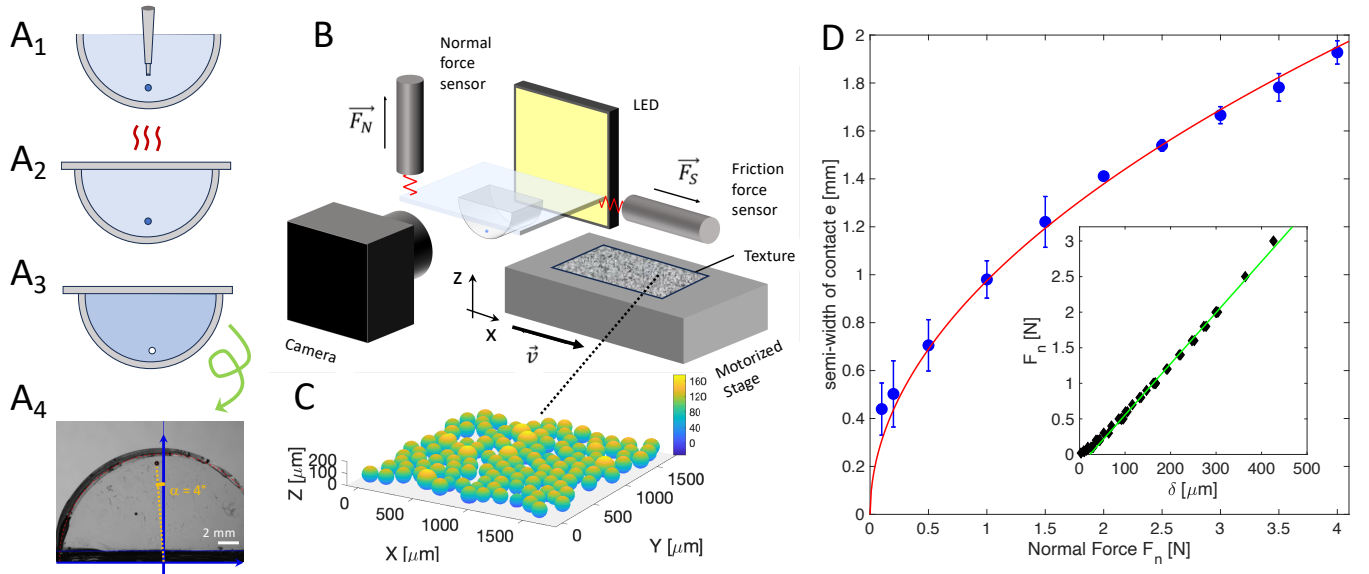 A1
A2
A3
A4
α = 4°
2 mm
B
Normal
force
sensor
F_N
LED
F_S
Friction
force
sensor
Texture
Z
X
v
Camera
Motorized
Stage
C
160
120
80
40
0
Z [μm]
200
100
0
0
500
1000
1500
X [μm]
0
500
1000
1500
Y [μm]
D
semi-width of contact e [mm]
2
1.8
1.6
1.4
1.2
1
0.8
0.6
0.4
0.2
0
0 0.5 1 1.5 2 2.5 3 3.5 4
Normal Force Fn [N]
Fn [N]
3
2.5
2
1.5
1
0.5
0
0 100 200 300 400 500
δ [μm]